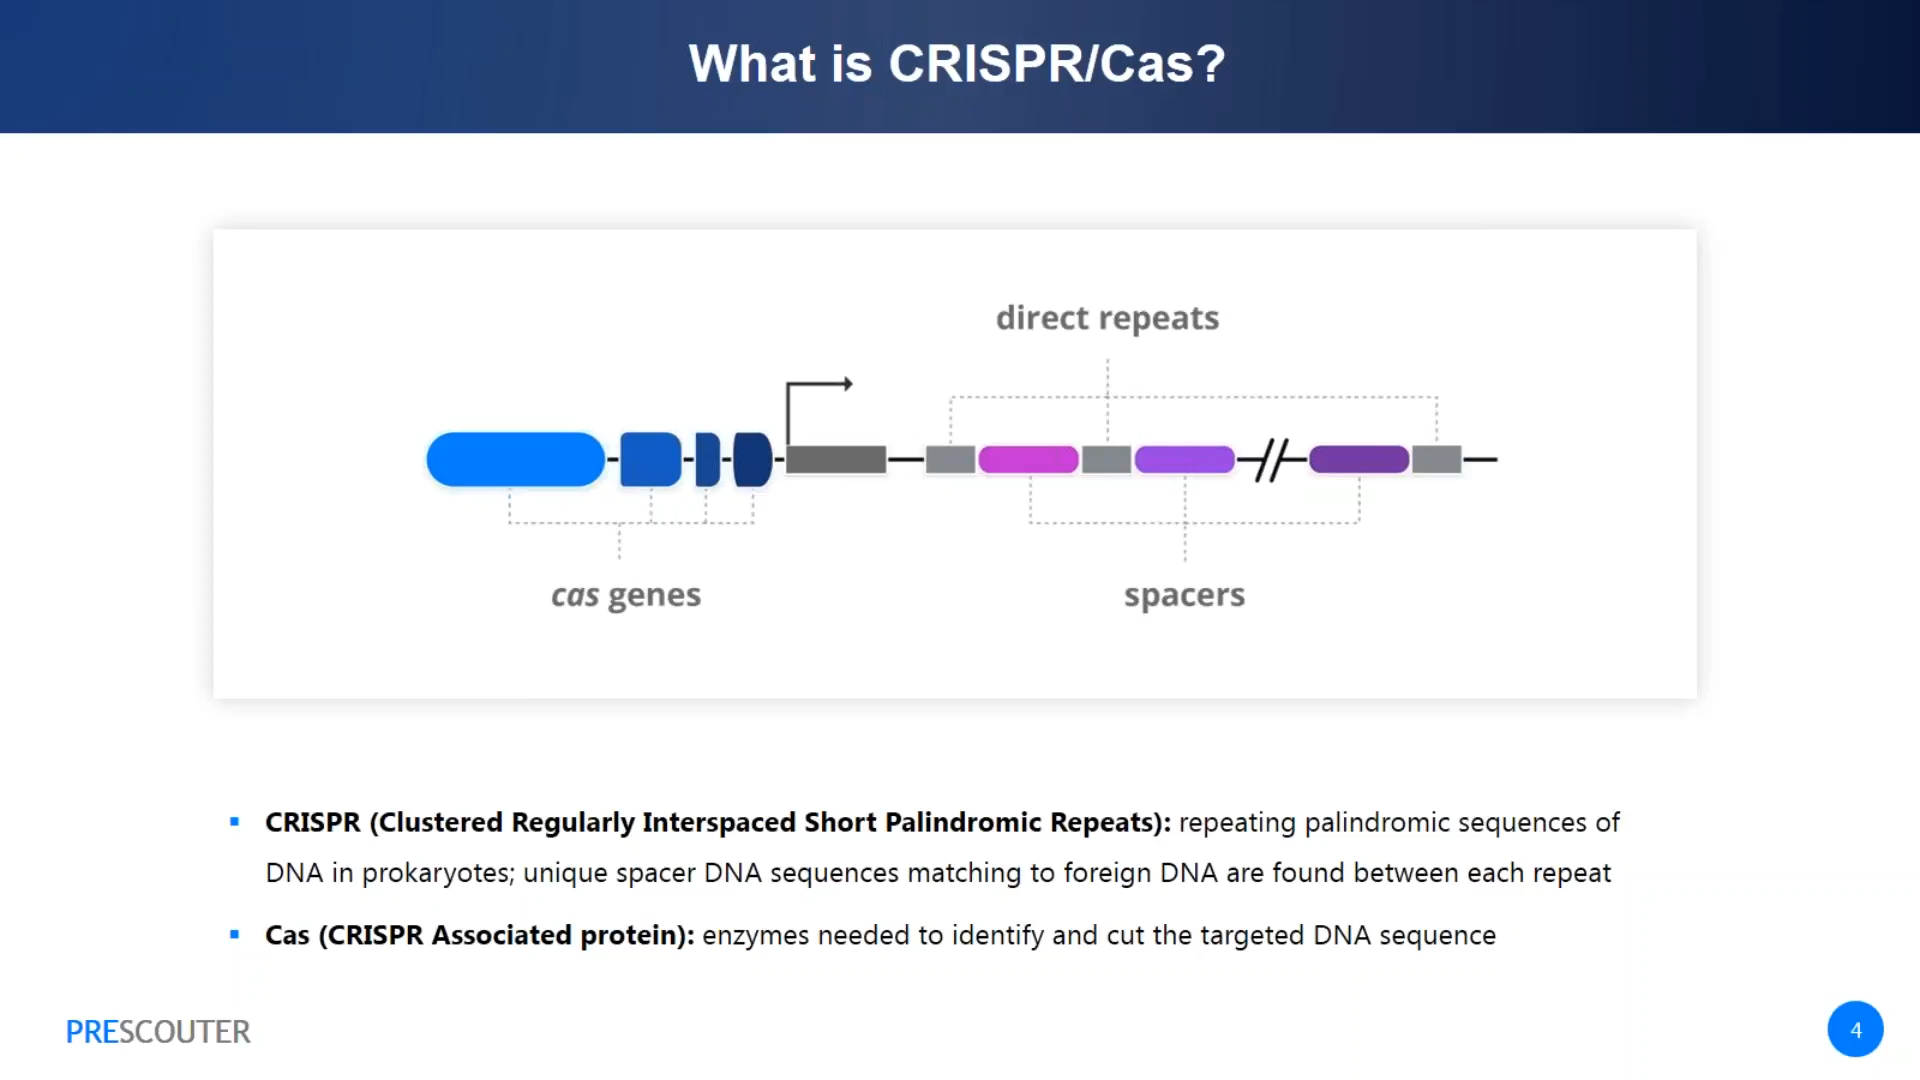 What is CRISPR/Cas?
direct repeats
cas genes
spacers
▪ CRISPR (Clustered Regularly Interspaced Short Palindromic Repeats): repeating palindromic sequences of
DNA in prokaryotes; unique spacer DNA sequences matching to foreign DNA are found between each repeat
▪ Cas (CRISPR Associated protein): enzymes needed to identify and cut the targeted DNA sequence
PRESCOUTER
4